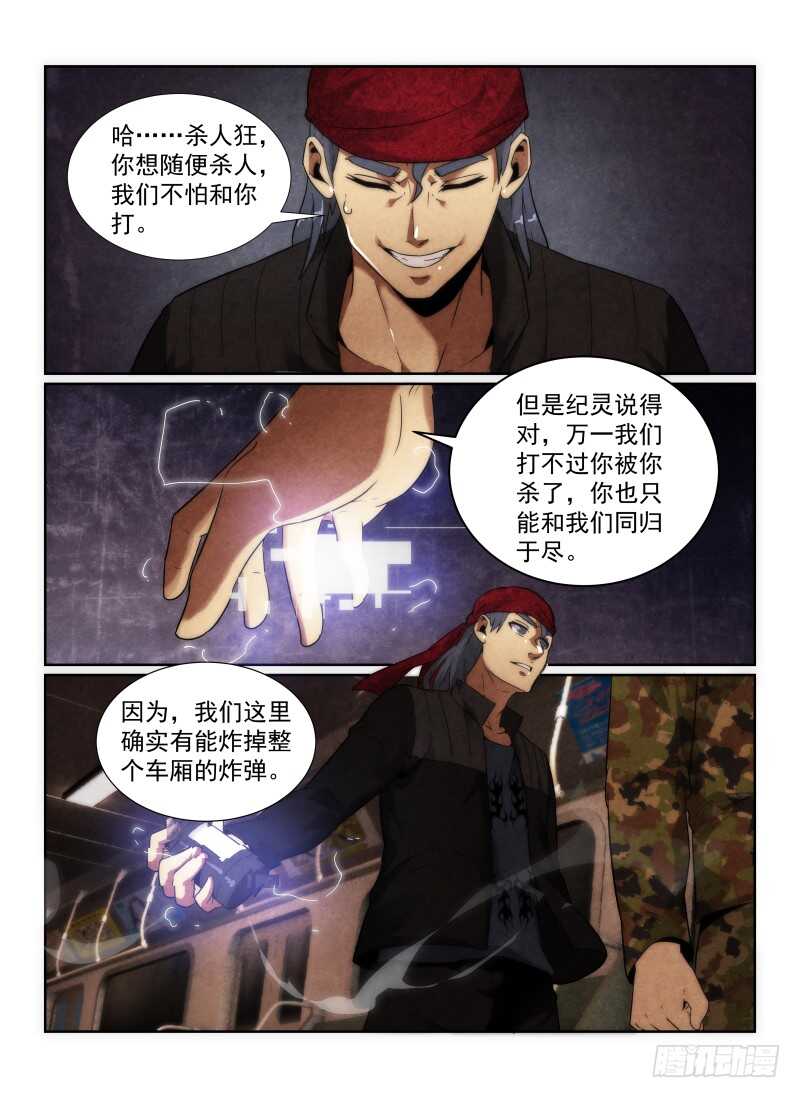 哈……杀人狂，
你想随便杀人，
我们不怕和你
打。
但是纪灵说得
对，万一我们
打不过你被你
杀了，你也只
能和我们同归
于尽。
因为，我们这里
确实有能炸掉整
个车厢的炸弹。
腾讯动漫